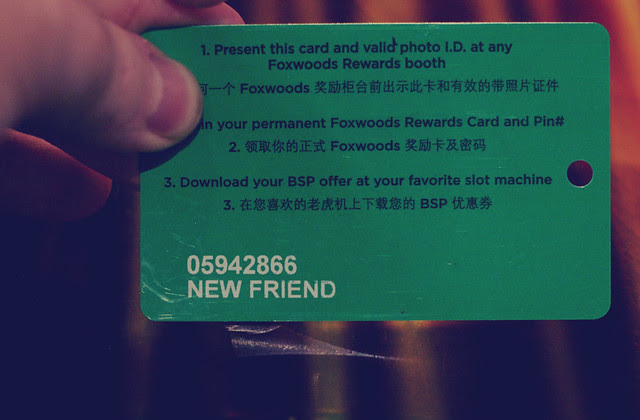 1. Present this card and valid photo I.D. at any
Foxwoods Rewards booth
一个 Foxwoods 奖励柜台前出示此卡和有效的带照片证件
in your permanent Foxwoods Rewards Card and Pin#
2. 领取你的正式 Foxwoods 奖励卡及密码
3. Download your BSP offer at your favorite slot machine
3. 在您喜欢的老虎机上下载您的 BSP 优惠券
05942866
NEW FRIEND